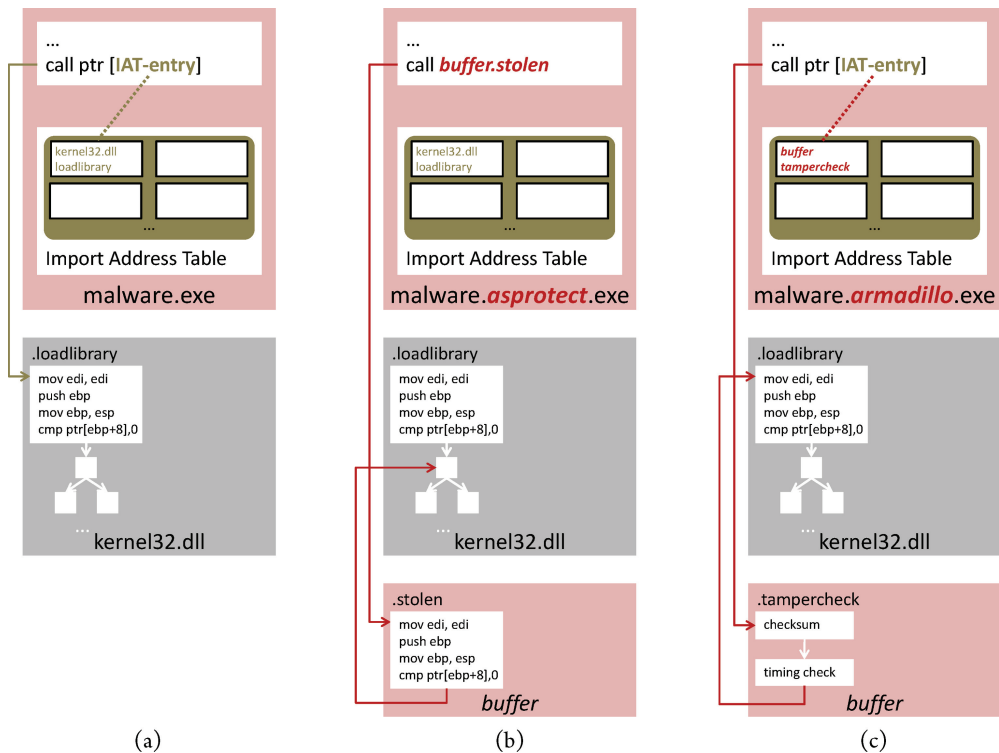 ...
call ptr [IAT-entry]
kernel32.dll
loadlibrary
...
Import Address Table
malware.exe
.loadlibrary
mov edi, edi
push ebp
mov ebp, esp
cmp ptr[ebp+8],0
...
kernel32.dll
(a)
...
call buffer.stolen
kernel32.dll
loadlibrary
...
Import Address Table
malware.asprotect.exe
.loadlibrary
mov edi, edi
push ebp
mov ebp, esp
cmp ptr[ebp+8],0
...
kernel32.dll
.stolen
mov edi, edi
push ebp
mov ebp, esp
cmp ptr[ebp+8],0
buffer
(b)
...
call ptr [IAT-entry]
buffer
tampercheck
...
Import Address Table
malware.armadillo.exe
.loadlibrary
mov edi, edi
push ebp
mov ebp, esp
cmp ptr[ebp+8],0
...
kernel32.dll
.tampercheck
checksum
timing check
buffer
(c)